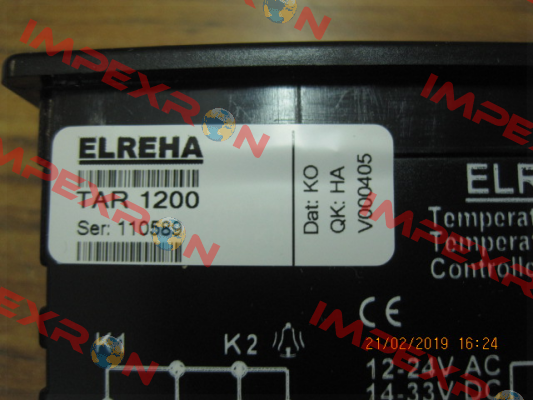 ELREHA
TAR 1200
Ser: 110589
Dat: KO
QK: HA
V000405
ELR
Temperat
Temperat
Controlle
CE
21/02/2019 16:24
K1
K2
12-24V AC
14-33V DC
IMPEXRON
IMPEXRON
IMPEXRON
IMPEXRON
IMPEXRON
IMPEXRON